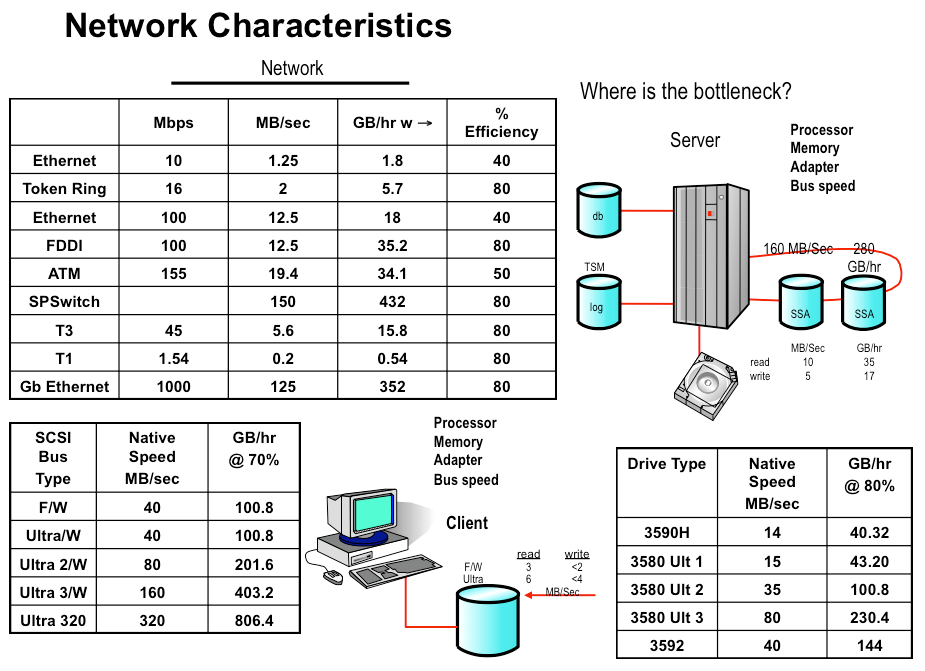 Network Characteristics
Network
Mbps MB/sec GB/hr w → %
Efficiency
Ethernet 10 1.25 1.8 40
Token Ring 16 2 5.7 80
Ethernet 100 12.5 18 40
FDDI 100 12.5 35.2 80
ATM 155 19.4 34.1 50
SPSwitch 150 432 80
T3 45 5.6 15.8 80
T1 1.54 0.2 0.54 80
Gb Ethernet 1000 125 352 80
Where is the bottleneck?
Server
Processor
Memory
Adapter
Bus speed
db
TSM
log
160 MB/Sec 280
GB/hr
SSA SSA
MB/Sec GB/hr
read 10 35
write 5 17
SCSI
Bus
Type
Native
Speed
MB/sec
GB/hr
@ 70%
F/W 40 100.8
Ultra/W 40 100.8
Ultra 2/W 80 201.6
Ultra 3/W 160 403.2
Ultra 320 320 806.4
Processor
Memory
Adapter
Bus speed
Client
read write
F/W 3 <2
Ultra 6 <4
MB/Sec
Drive Type
Native
Speed
MB/sec
GB/hr
@ 80%
3590H 14 40.32
3580 Ult 1 15 43.20
3580 Ult 2 35 100.8
3580 Ult 3 80 230.4
3592 40 144